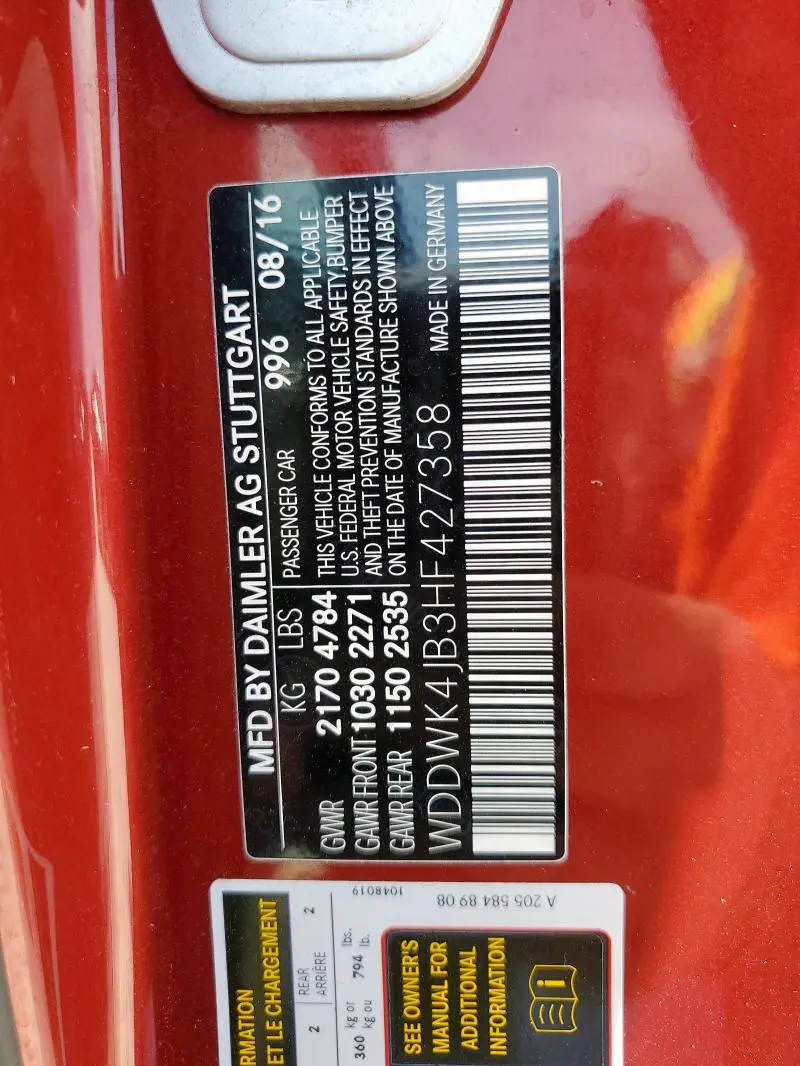 MFD BY DAIMLER AG STUTTGART
KG LBS PASSENGER CAR 996 08/16
GVWR 2170 4784
GAWR FRONT 1030 2271
GAWR REAR 1150 2535
THIS VEHICLE CONFORMS TO ALL APPLICABLE
U.S. FEDERAL MOTOR VEHICLE SAFETY,BUMPER
AND THEFT PREVENTION STANDARDS IN EFFECT
ON THE DATE OF MANUFACTURE SHOWN ABOVE
WDDWK4JB3HF427358 MADE IN GERMANY
RMATION
ET LE CHARGEMENT
2 REAR 2
ARRIÈRE
360 kg or 794 lbs.
kg ou lb.
SEE OWNER'S
MANUAL FOR
ADDITIONAL
INFORMATION
1048019
A 205 584 89 08